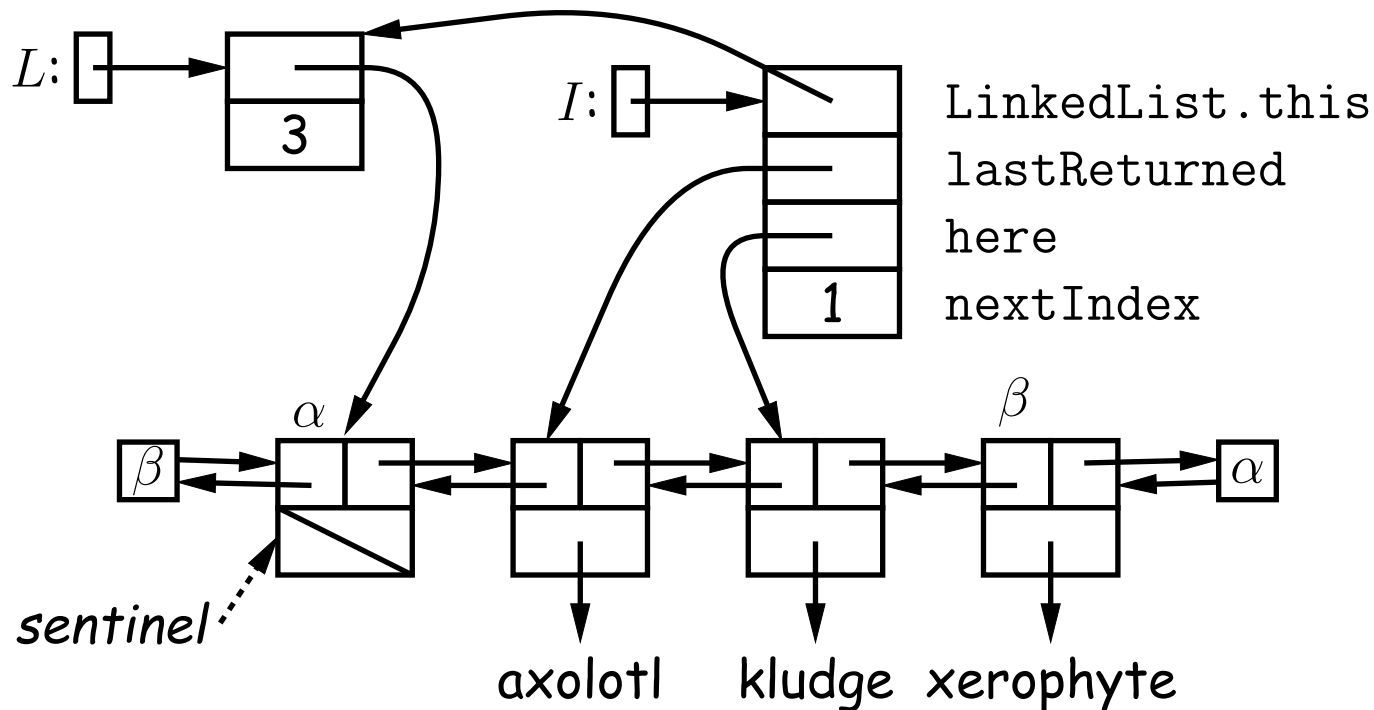 L:
3
I:
LinkedList.this
lastReturned
here
1 nextIndex
α
β
β
α
sentinel
axolotl kludge xerophyte